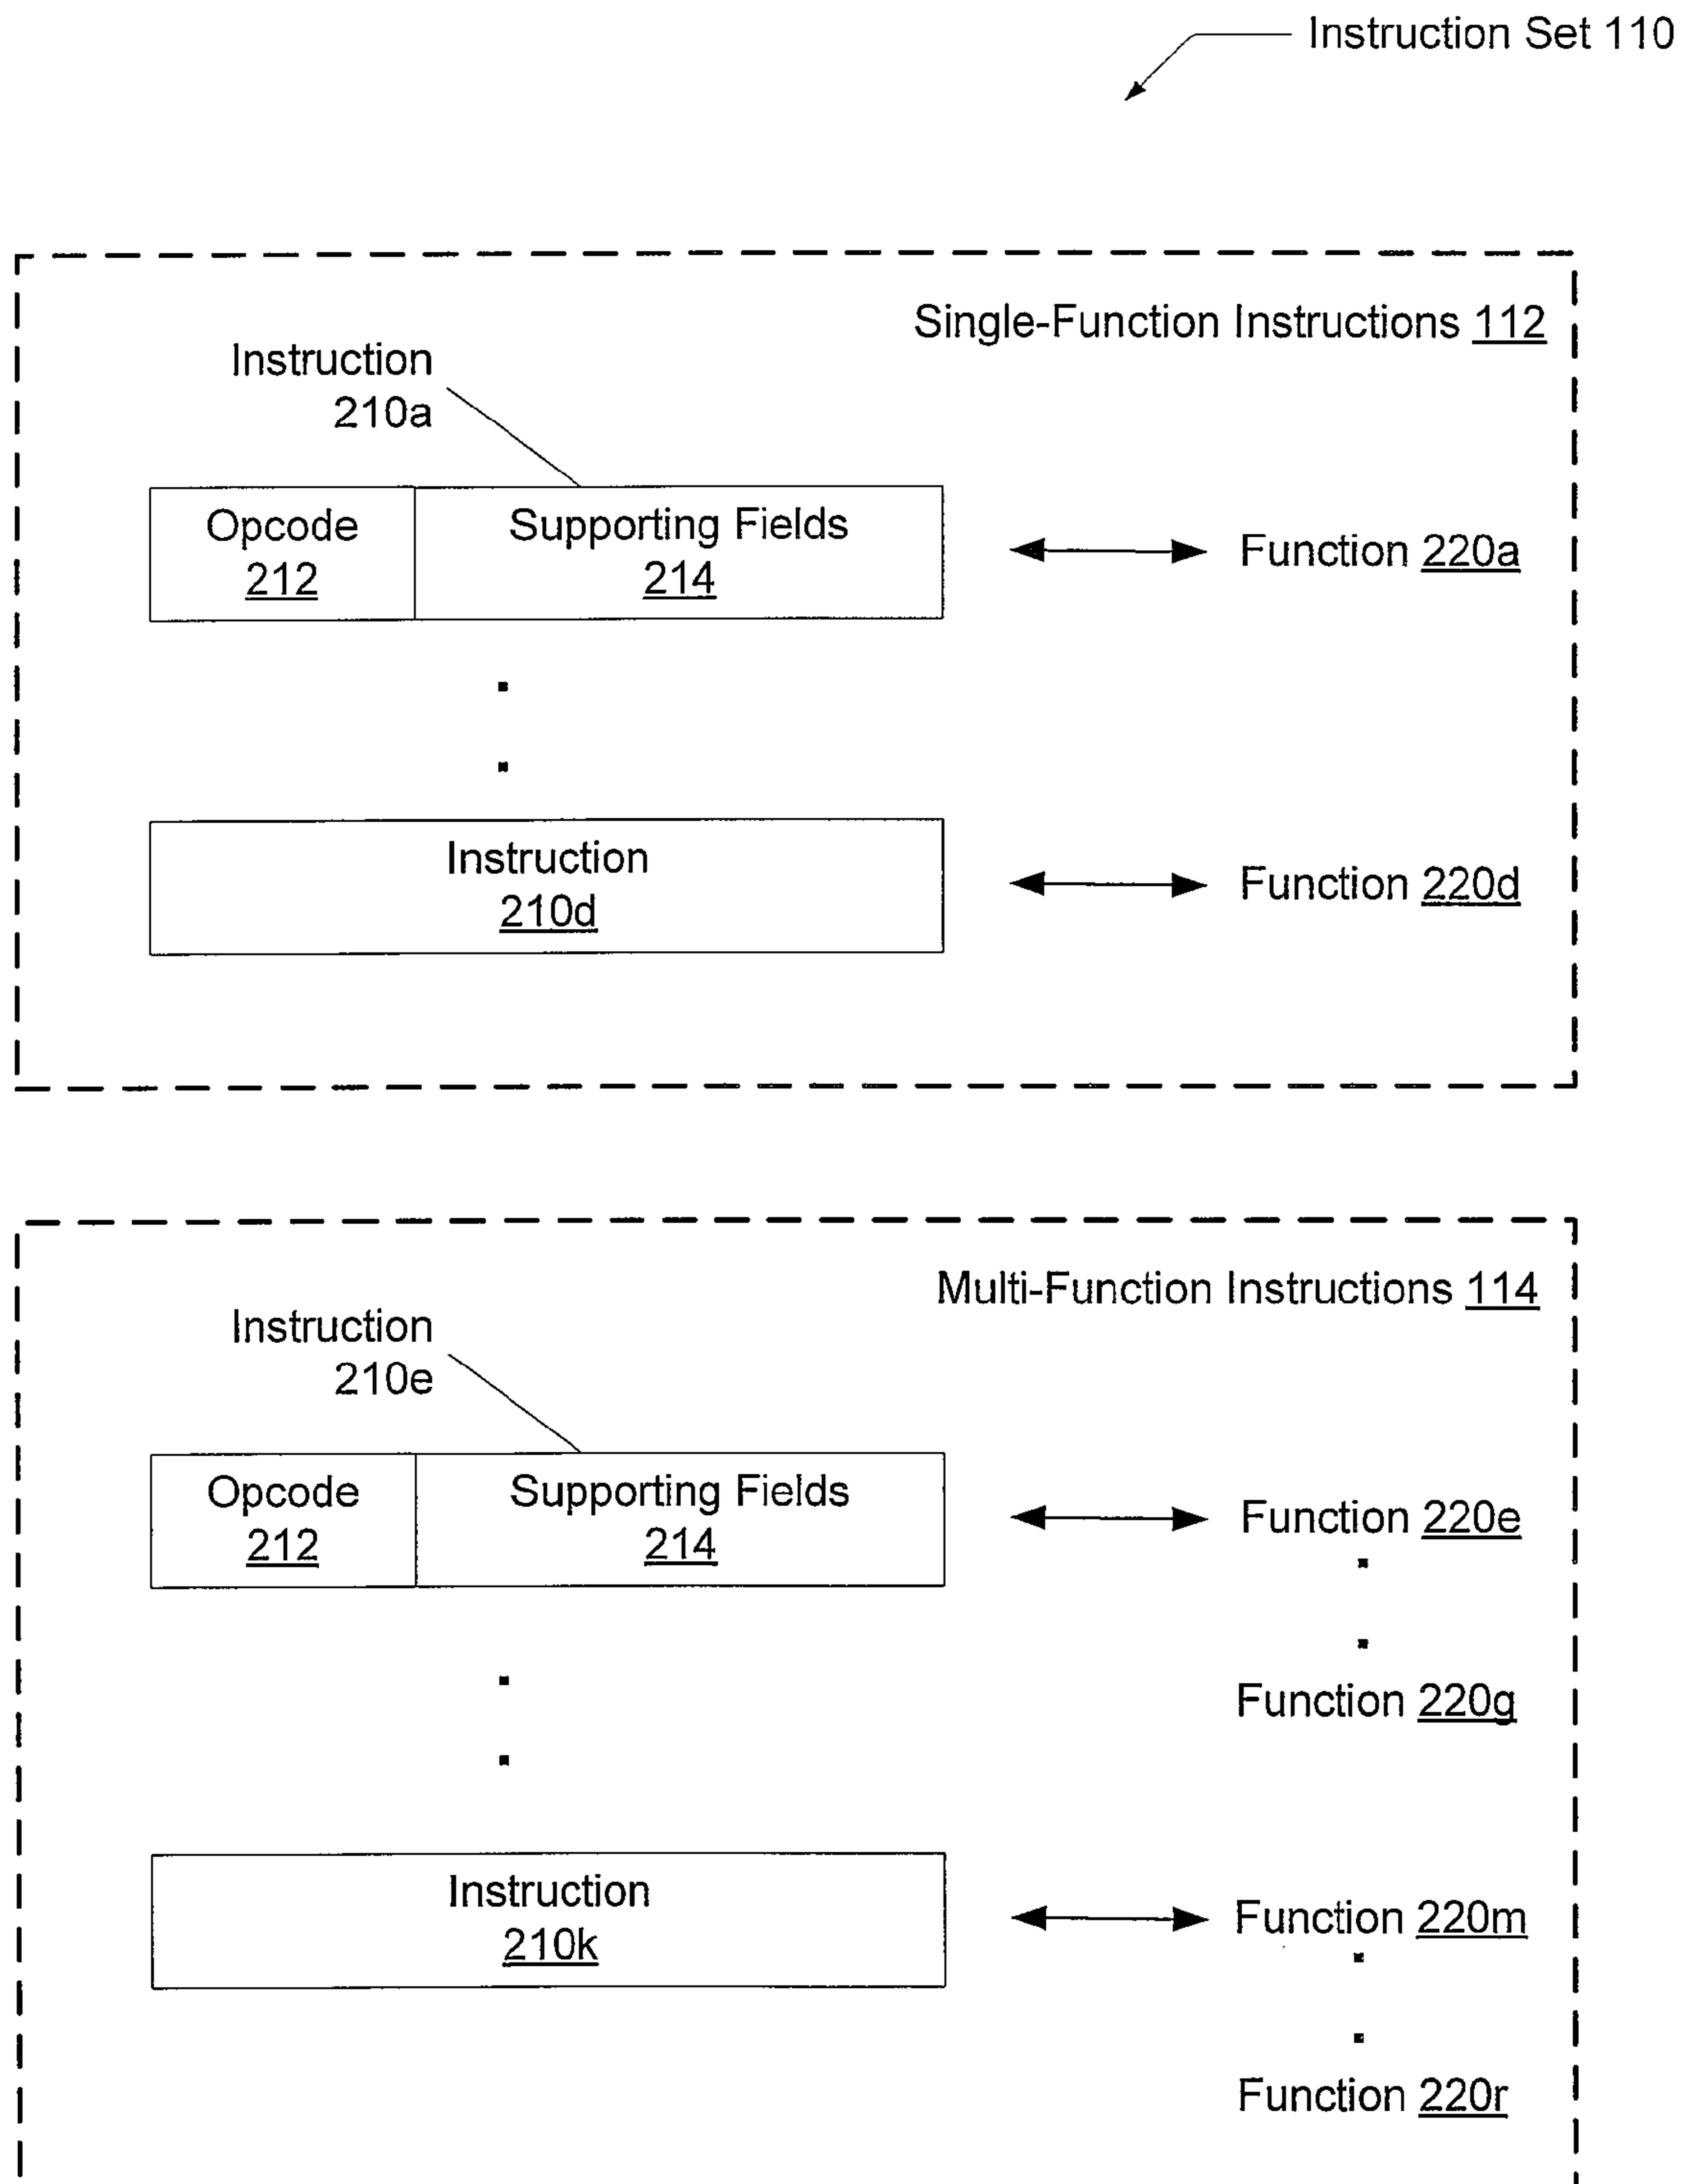 Instruction Set 110
Single-Function Instructions 112
Instruction
210a
Opcode
212
Supporting Fields
214
Function 220a
Instruction
210d
Function 220d
Multi-Function Instructions 114
Instruction
210e
Opcode
212
Supporting Fields
214
Function 220e
Function 220g
Instruction
210k
Function 220m
Function 220r